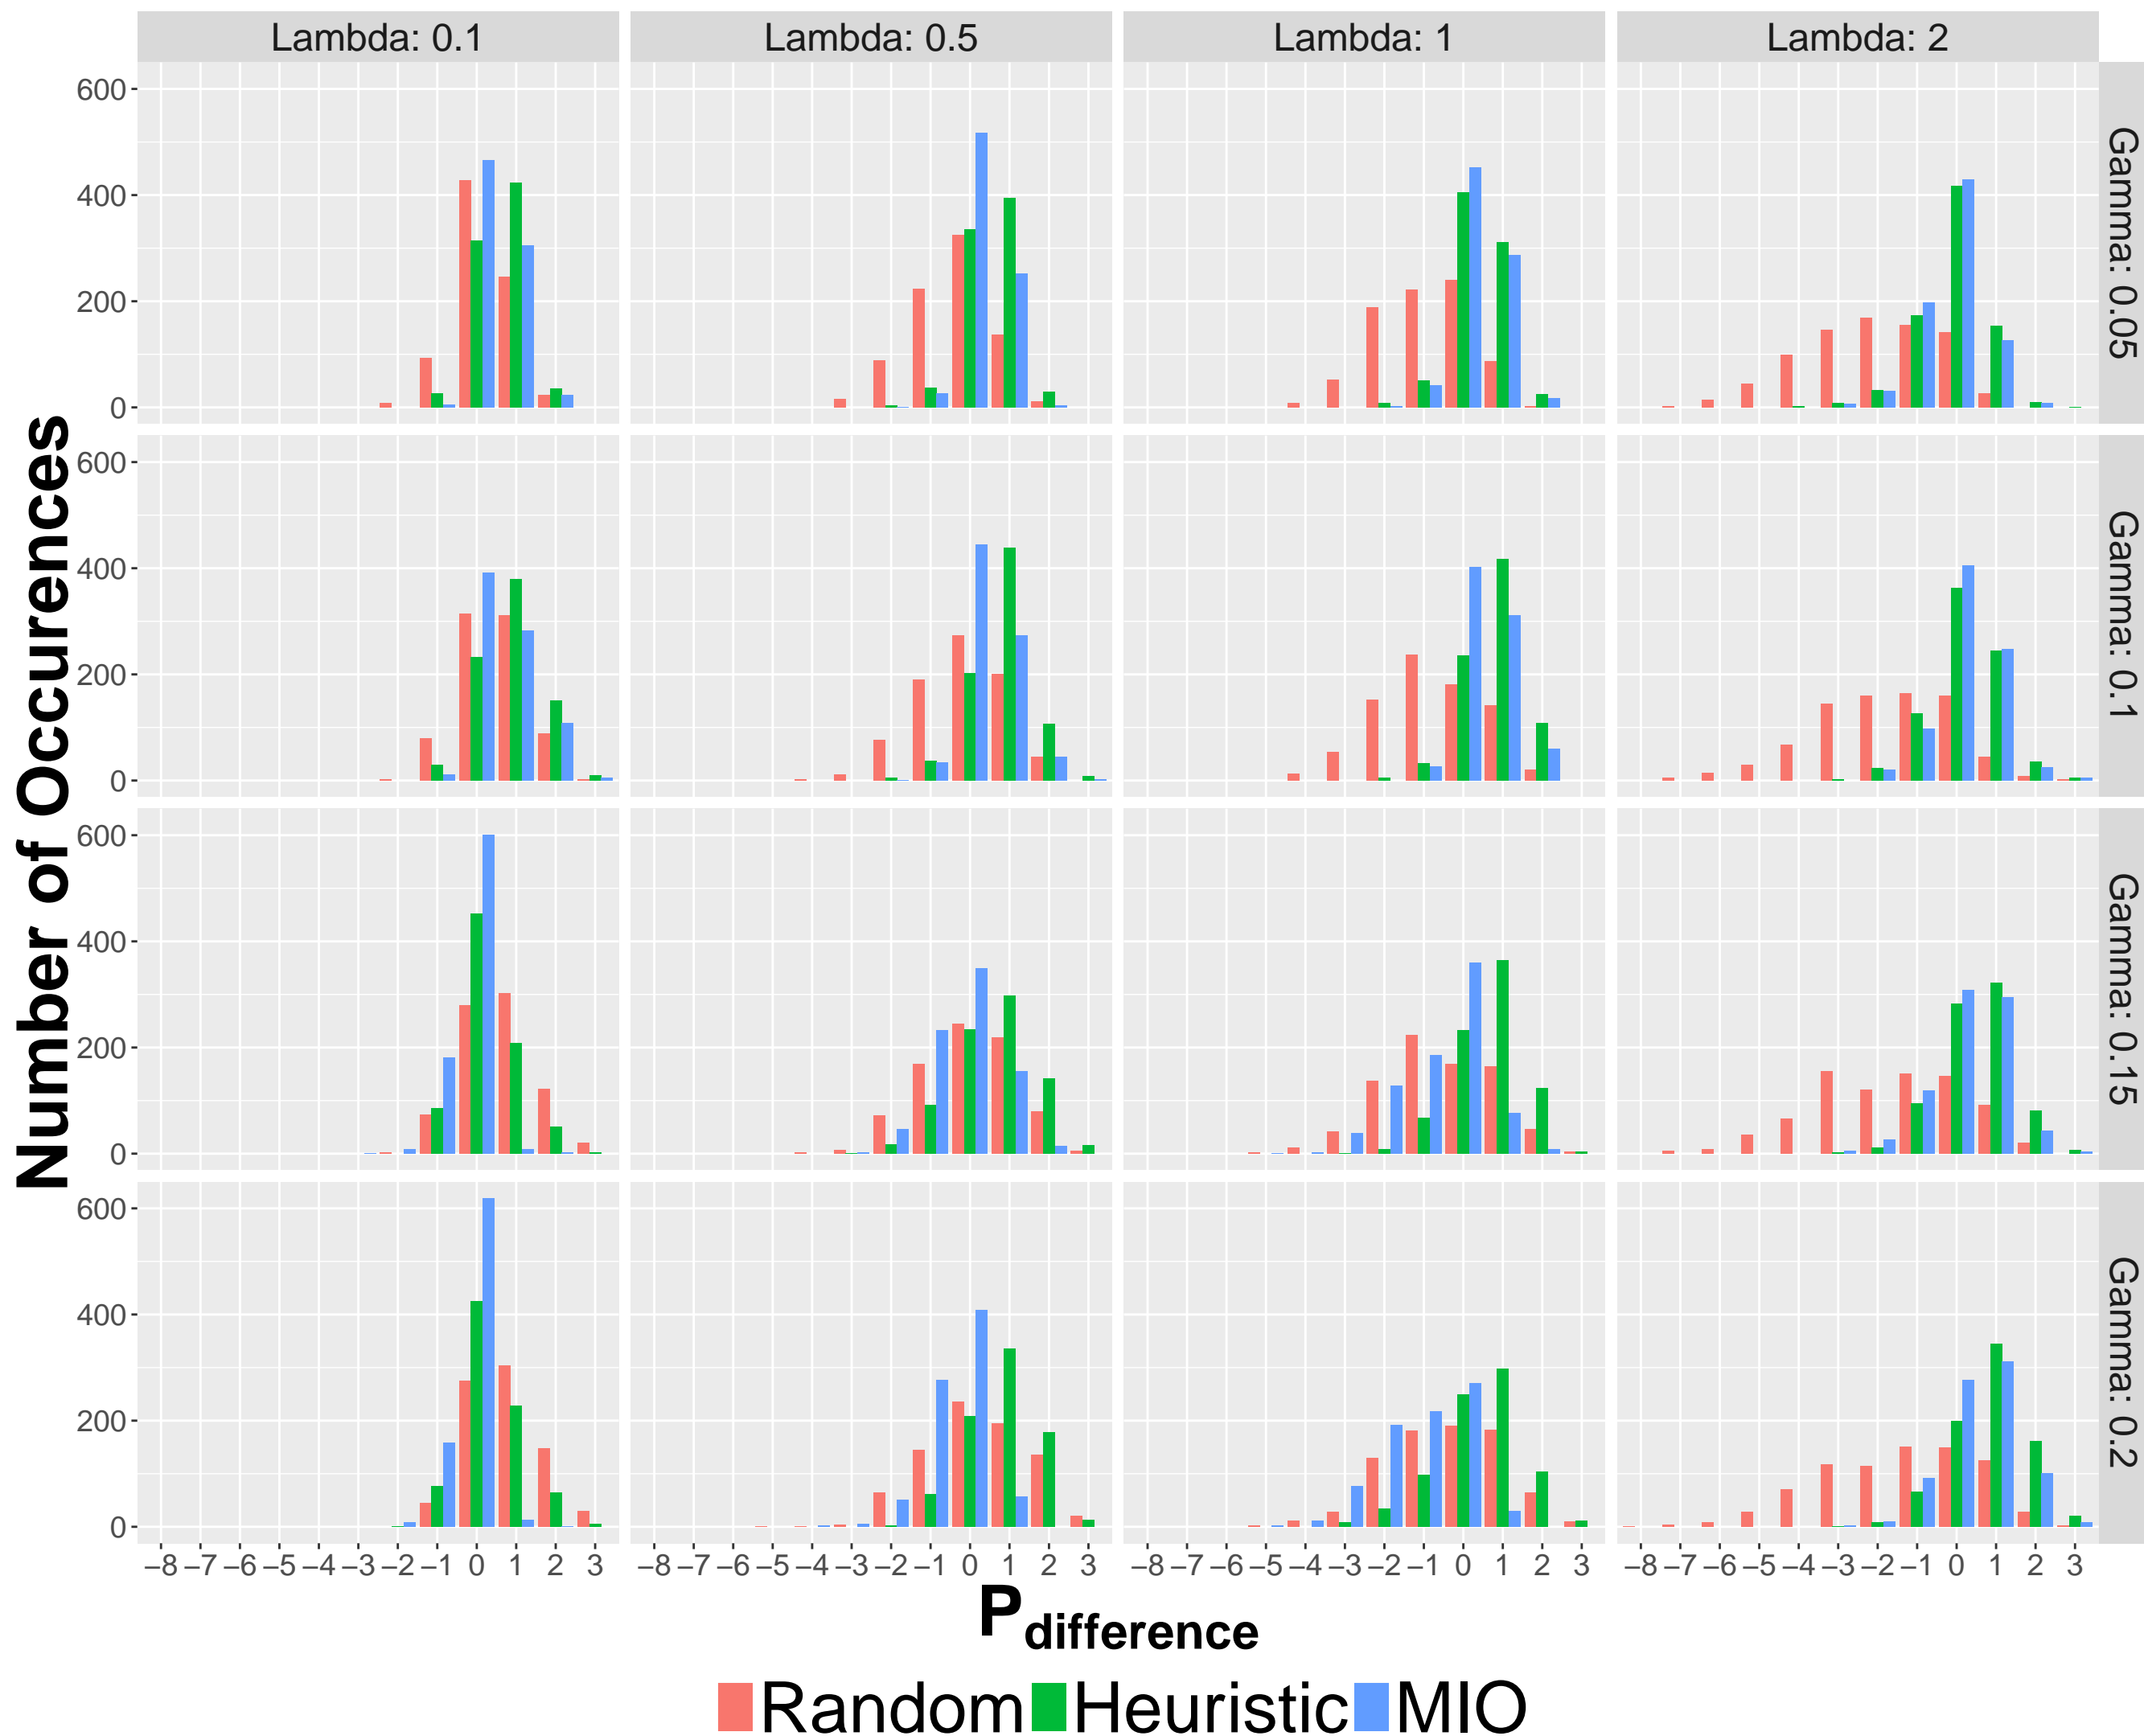 Lambda: 0.1 Lambda: 0.5 Lambda: 1 Lambda: 2
600
400
200
0
Gamma: 0.05
600
400
200
0
Gamma: 0.1
600
400
200
0
Gamma: 0.15
600
400
200
0
Gamma: 0.2
Number of Occurences
−8 −7 −6 −5 −4 −3 −2 −1 0 1 2 3 −8 −7 −6 −5 −4 −3 −2 −1 0 1 2 3 −8 −7 −6 −5 −4 −3 −2 −1 0 1 2 3 −8 −7 −6 −5 −4 −3 −2 −1 0 1 2 3
P difference
Random Heuristic MIO